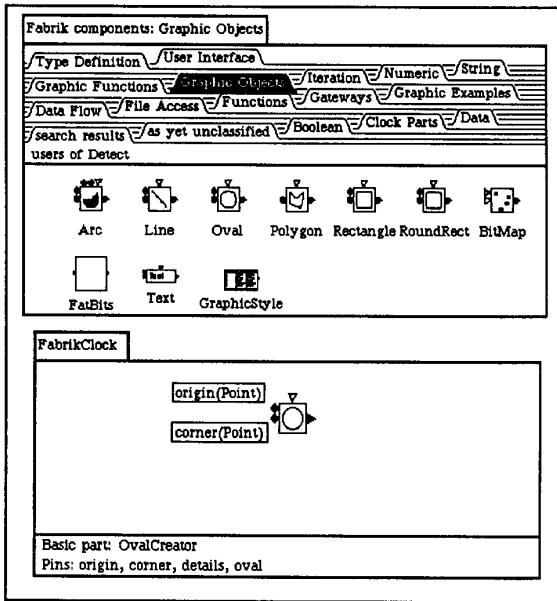 Fabrik components: Graphic Objects
Type Definition User Interface
Graphic Functions Graphic Objects Iteration Numeric String
Data Flow File Access Functions Gateways Graphic Examples
search results as yet unclassified Boolean Clock Parts Data
users of Detect
Arc Line Oval Polygon Rectangle RoundRect BitMap
Text
FatBits Text GraphicStyle
FabrikClock
origin(Point)
corner(Point)
Basic part: OvalCreator
Pins: origin, corner, details, oval